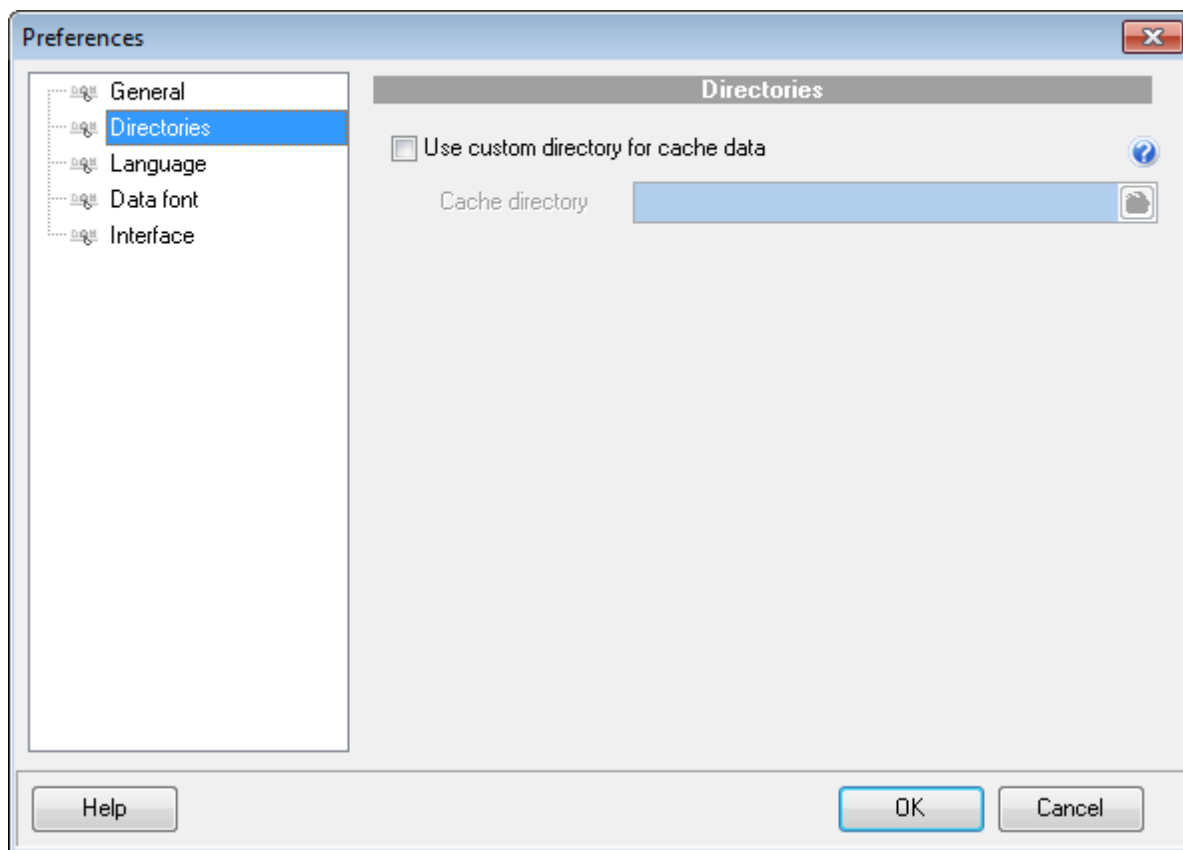 Preferences
General
Directories
Language
Data font
Interface
Directories
Use custom directory for cache data
Cache directory
Help
OK
Cancel